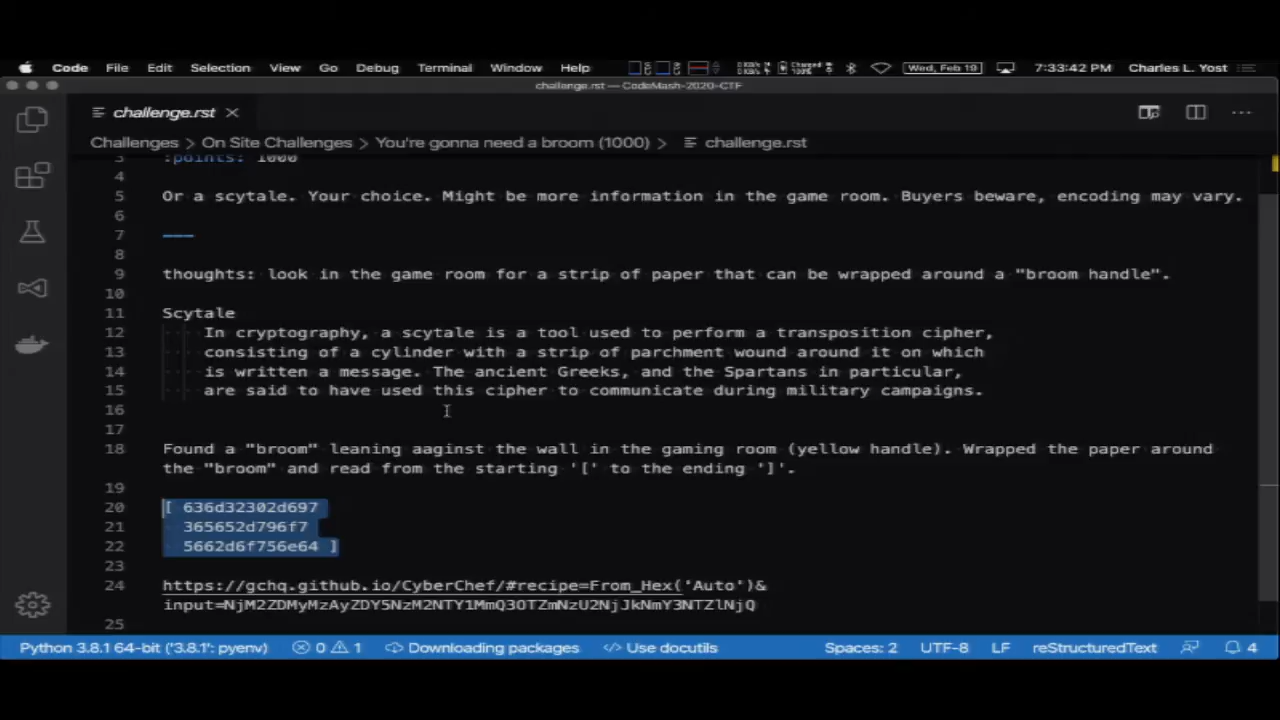 Code File Edit Selection View Go Debug Terminal Window Help Wed, Feb 19 7:33:42 PM Charles L. Yost
challenge.rst — CodeMash-2020-CTF
challenge.rst
Challenges > On Site Challenges > You're gonna need a broom (1000) > challenge.rst
3 :points: 1000
4
5 Or a scytale. Your choice. Might be more information in the game room. Buyers beware, encoding may vary.
6
7 ---
8
9 thoughts: look in the game room for a strip of paper that can be wrapped around a "broom handle".
10
11 Scytale
12 In cryptography, a scytale is a tool used to perform a transposition cipher,
13 consisting of a cylinder with a strip of parchment wound around it on which
14 is written a message. The ancient Greeks, and the Spartans in particular,
15 are said to have used this cipher to communicate during military campaigns.
16
17
18 Found a "broom" leaning aaginst the wall in the gaming room (yellow handle). Wrapped the paper around
the "broom" and read from the starting '[' to the ending ']'.
19
20 [ 636d32302d697
21 365652d796f7
22 5662d6f756e64 ]
23
24 https://gchq.github.io/CyberChef/#recipe=From_Hex('Auto')&
input=NjM2ZDMyMzAyZDY5NzM2NTY1MmQ3OTZmNzU2NjJkNmY3NTZlNjQ
25
Python 3.8.1 64-bit ('3.8.1': pyenv) 0 1 Downloading packages Use docutils Spaces: 2 UTF-8 LF reStructuredText 4